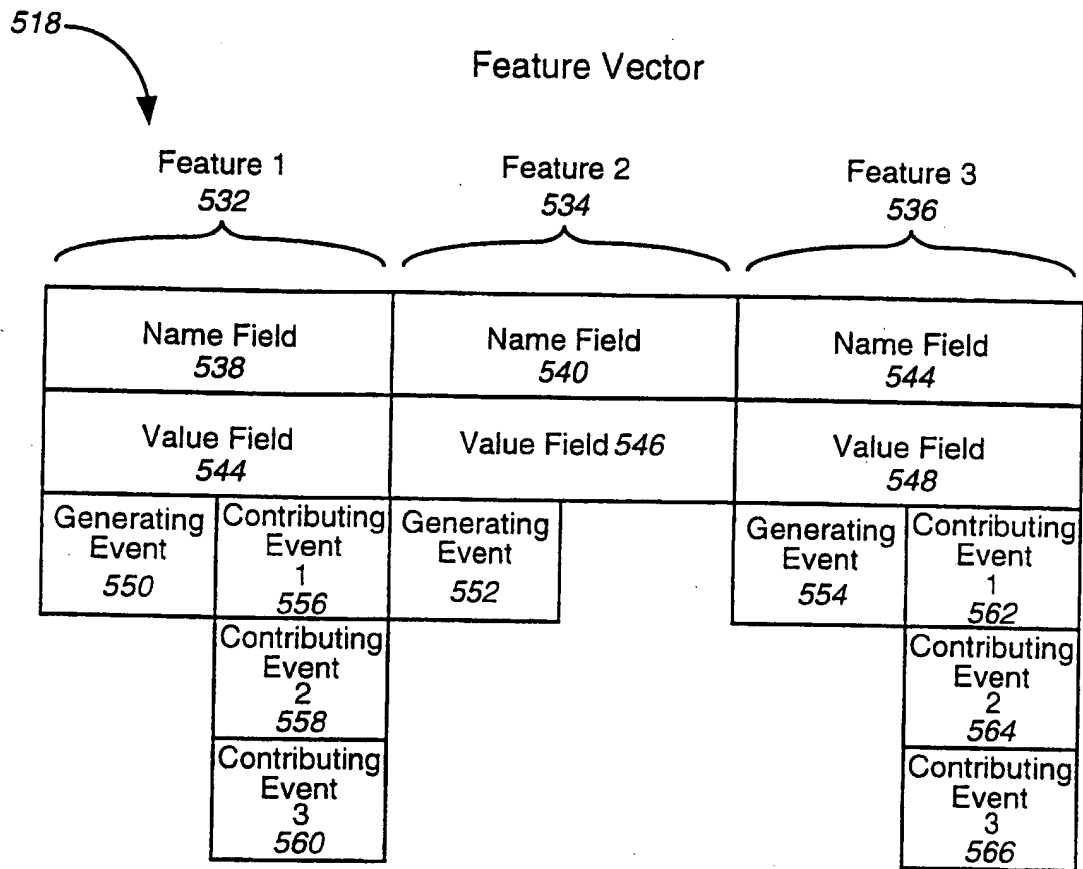 518
Feature Vector
Feature 1
532
Feature 2
534
Feature 3
536
Name Field
538
Name Field
540
Name Field
544
Value Field
544
Value Field 546
Value Field
548
Generating
Event
550
Contributing
Event
1
556
Generating
Event
552
Generating
Event
554
Contributing
Event
1
562
Contributing
Event
2
558
Contributing
Event
2
564
Contributing
Event
3
560
Contributing
Event
3
566